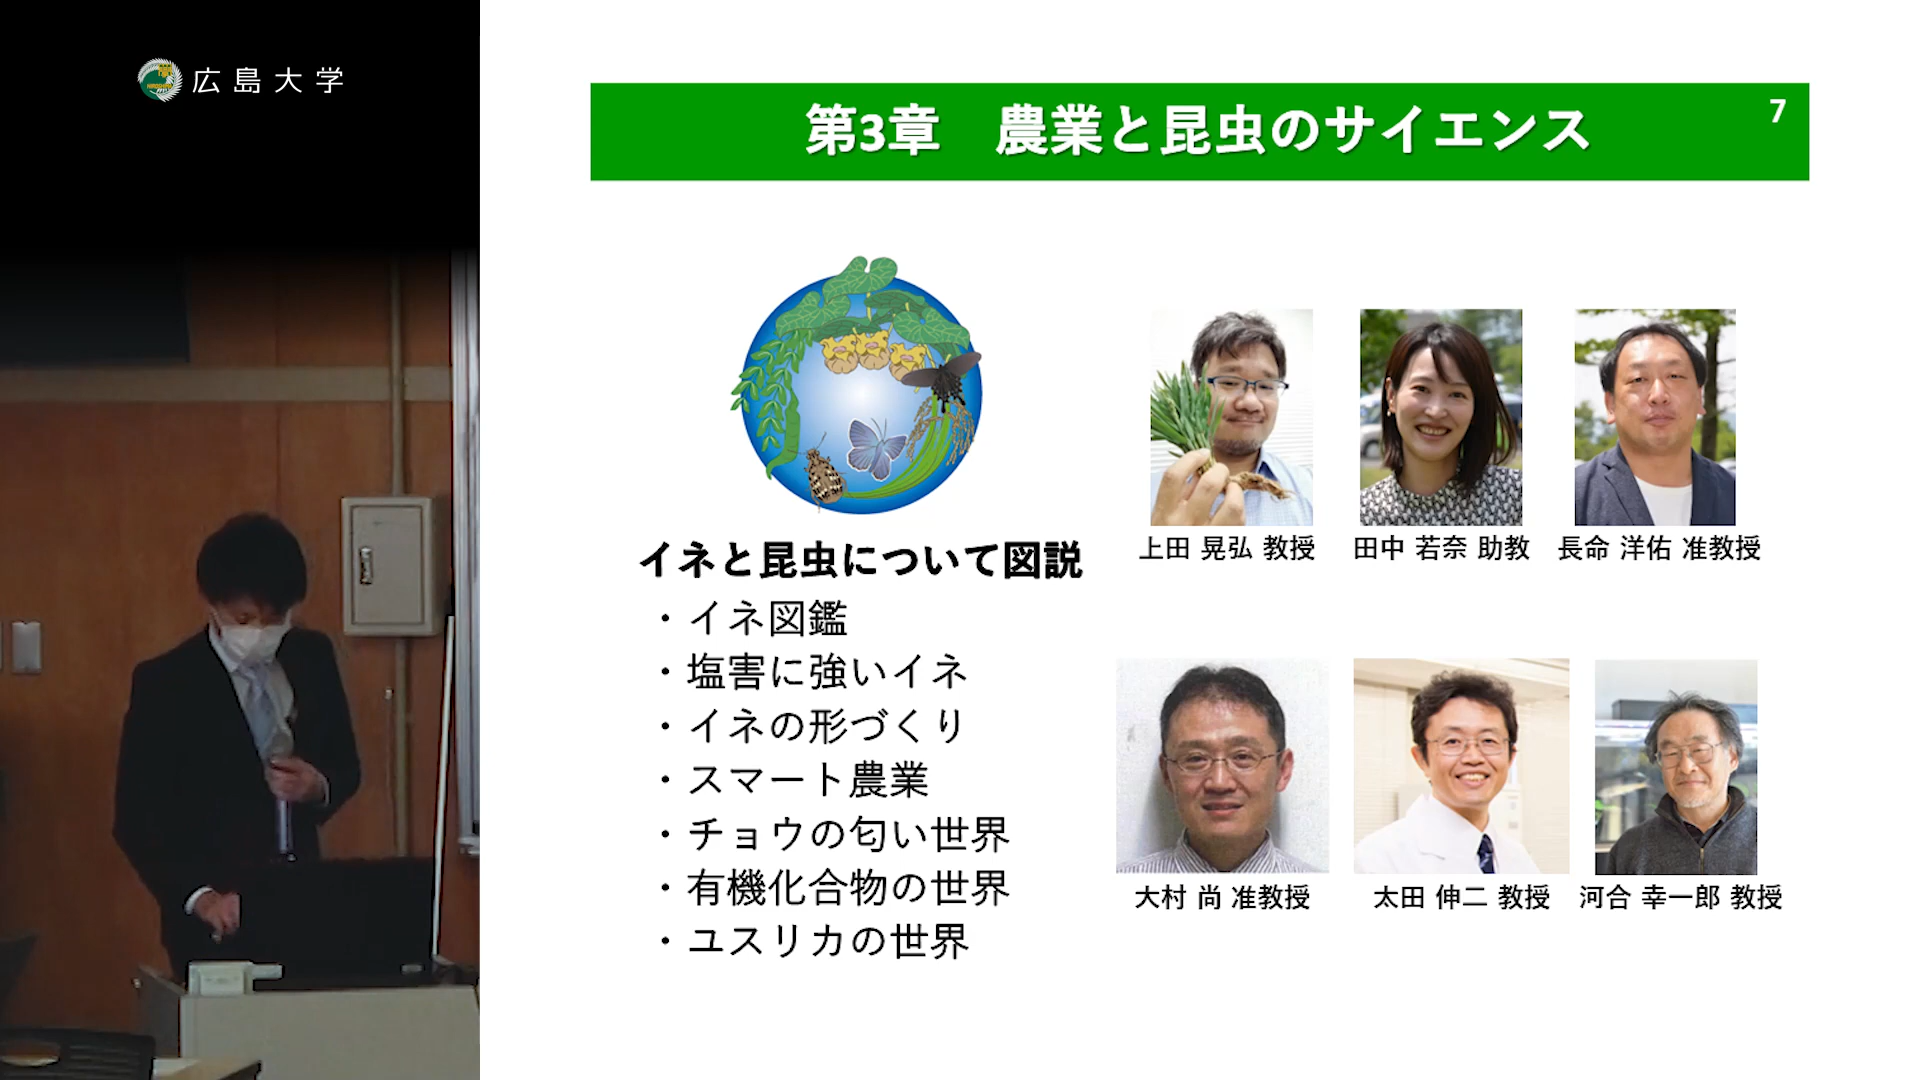 広島大学
第3章 農業と昆虫のサイエンス
7
イネと昆虫について図説
・イネ図鑑
・塩害に強いイネ
・イネの形づくり
・スマート農業
・チョウの匂い世界
・有機化合物の世界
・ユスリカの世界
上田 晃弘 教授
田中 若奈 助教
長命 洋佑 准教授
大村 尚 准教授
太田 伸二 教授
河合 幸一郎 教授